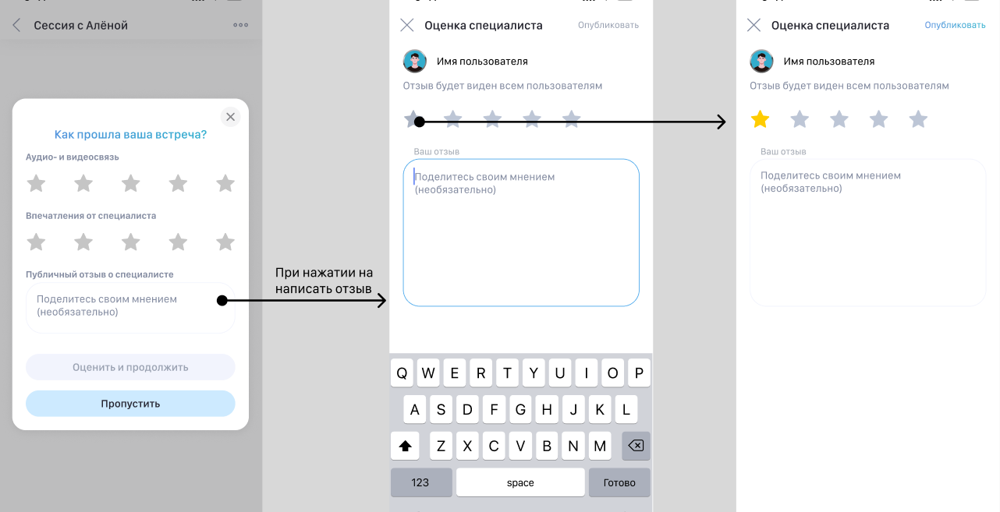 Сессия с Алёной
Как прошла ваша встреча?
Аудио- и видеосвязь
Впечатления от специалиста
Публичный отзыв о специалисте
Поделитесь своим мнением
(необязательно)
Оценить и продолжить
Пропустить
При нажатии на
написать отзыв
Оценка специалиста
Опубликовать
Имя пользователя
Отзыв будет виден всем пользователям
Ваш отзыв
Поделитесь своим мнением
(необязательно)
Q W E R T Y U I O P
A S D F G H J K L
Z X C V B N M
123 space Готово
Оценка специалиста
Опубликовать
Имя пользователя
Отзыв будет виден всем пользователям
Ваш отзыв
Поделитесь своим мнением
(необязательно)